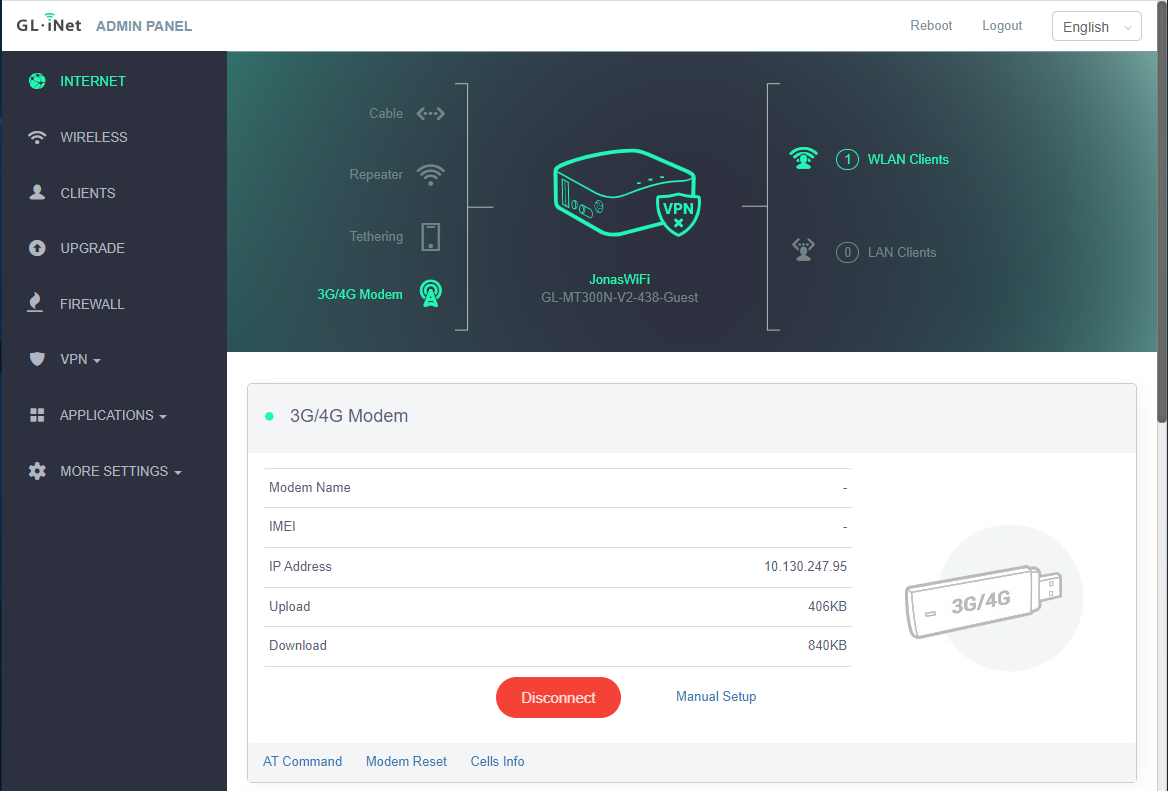 GL·iNet ADMIN PANEL
Reboot
Logout
English
INTERNET
WIRELESS
CLIENTS
UPGRADE
FIREWALL
VPN
APPLICATIONS
MORE SETTINGS
Cable
Repeater
Tethering
3G/4G Modem
VPN
JonasWiFi
GL-MT300N-V2-438-Guest
1 WLAN Clients
0 LAN Clients
3G/4G Modem
Modem Name -
IMEI -
IP Address 10.130.247.95
Upload 406KB
Download 840KB
3G/4G
Disconnect
Manual Setup
AT Command Modem Reset Cells Info